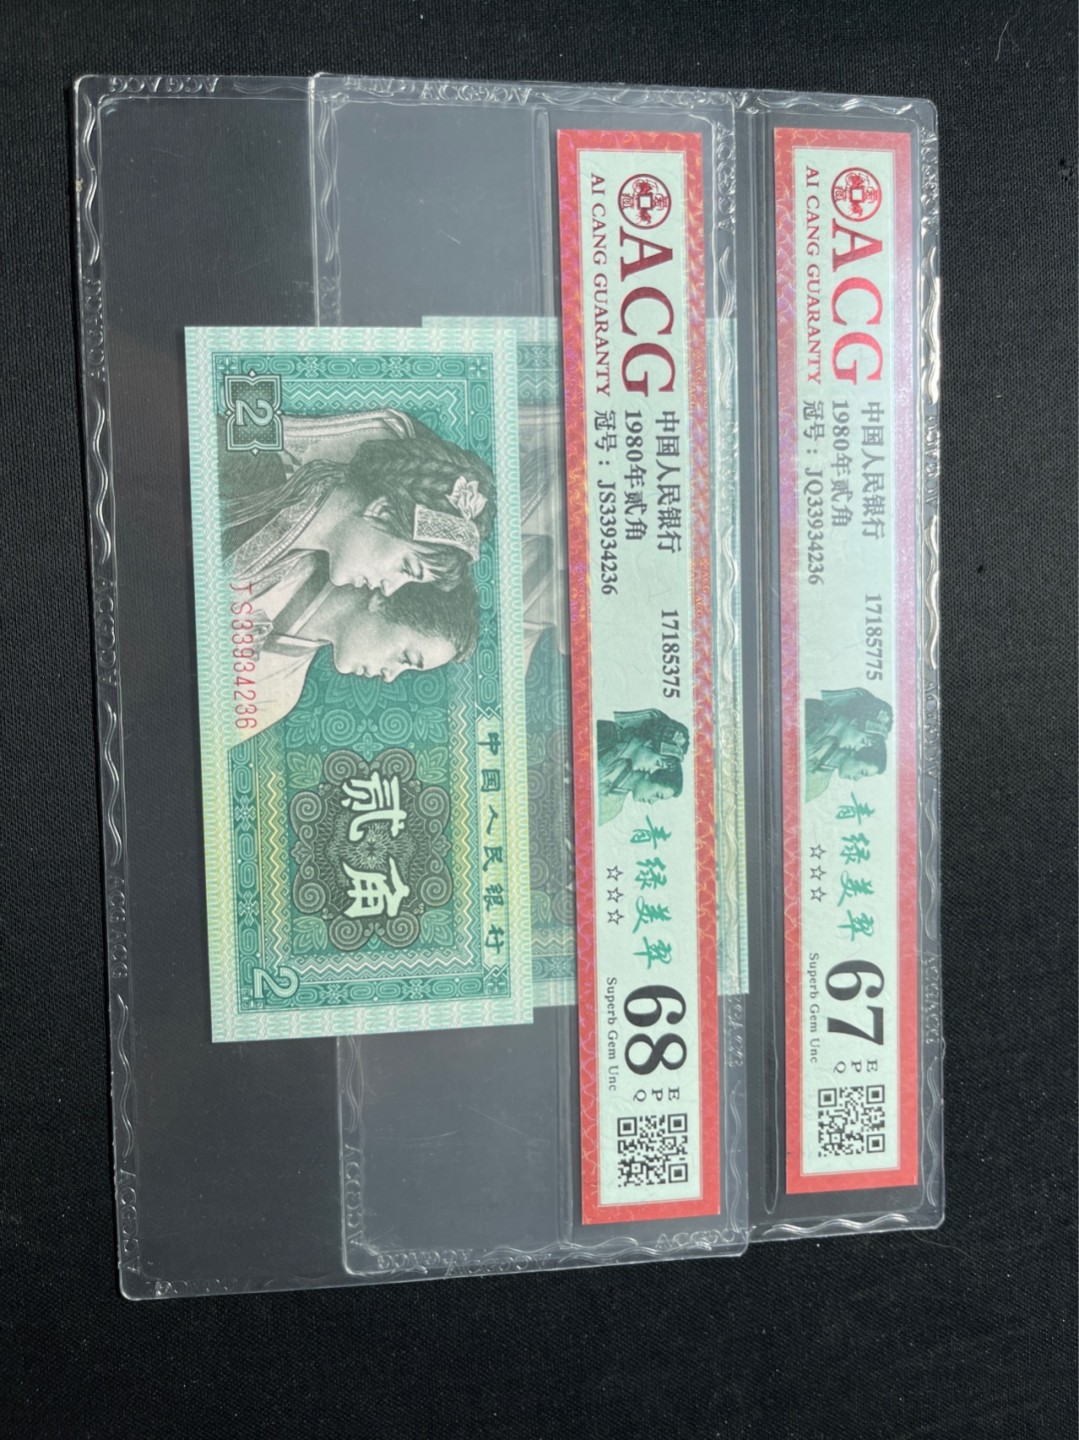 ACG
AI CANG GUARANTY
中国人民银行
1980年贰角
冠号：JQ33934236
17185775
青绿美翠
☆☆☆
67
EPQ
Superb Gem Unc
ACG
AI CANG GUARANTY
中国人民银行
1980年贰角
冠号：JS33934236
17185375
青绿美翠
☆☆☆
68
EPQ
Superb Gem Unc
中国人民银行
贰角
2
2
JS33934236